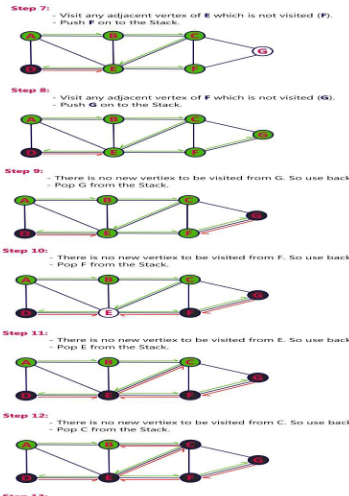 Step 7:
- Visit any adjacent vertex of E which is not visited (F).
- Push F on to the Stack.
A B C
G
D E F
Step 8:
- Visit any adjacent vertex of F which is not visited (G).
- Push G on to the Stack.
A B C
G
D E F
Step 9:
- There is no new vertiex to be visited from G. So use back
- Pop G from the Stack.
A B C
G
D E F
Step 10:
- There is no new vertiex to be visited from F. So use back
- Pop F from the Stack.
A B C
G
D E F
Step 11:
- There is no new vertiex to be visited from E. So use back
- Pop E from the Stack.
A B C
G
D E F
Step 12:
- There is no new vertiex to be visited from C. So use back
- Pop C from the Stack.
A B C
G
D E F